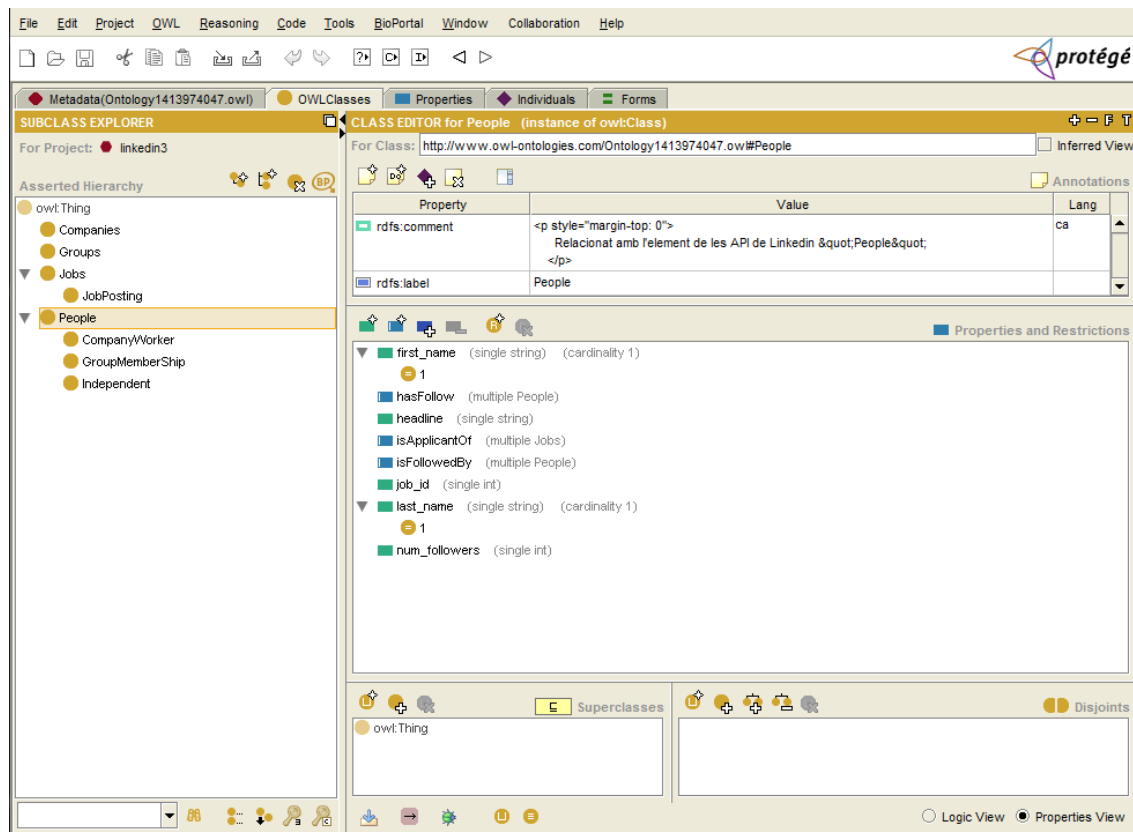 File Edit Project OWL Reasoning Code Tools BioPortal Window Collaboration Help
protégé
Metadata(Ontology1413974047.owl) OWLClasses Properties Individuals Forms
SUBCLASS EXPLORER
For Project: linkedin3
Asserted Hierarchy
BP
owl:Thing
Companies
Groups
Jobs
JobPosting
People
CompanyWorker
GroupMemberShip
Independent
CLASS EDITOR for People (instance of owl:Class)
F T
For Class: http://www.owl-ontologies.com/Ontology1413974047.owl#People Inferred View
Annotations
Property Value Lang
rdfs:comment <p style="margin-top: 0"> ca
Relacionat amb l'element de les API de Linkedin &quot;People&quot;
</p>
rdfs:label People
Properties and Restrictions
first_name (single string) (cardinality 1)
= 1
hasFollow (multiple People)
headline (single string)
isApplicantOf (multiple Jobs)
isFollowedBy (multiple People)
job_id (single int)
last_name (single string) (cardinality 1)
= 1
num_followers (single int)
⊑ Superclasses
owl:Thing
Disjoints
Logic View Properties View